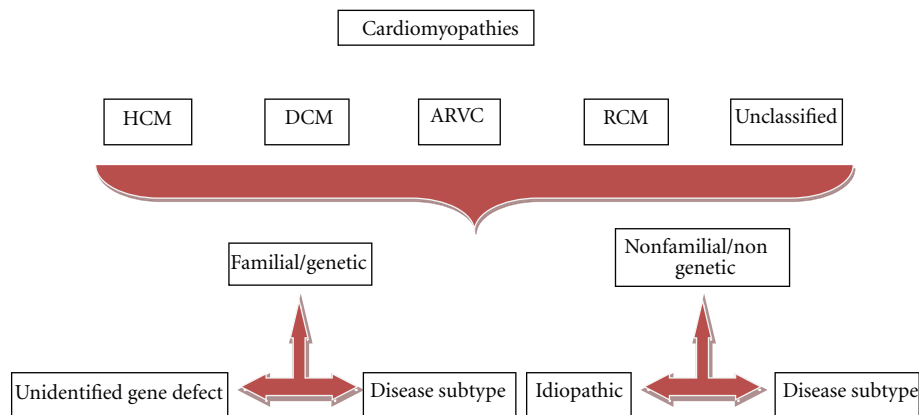 Cardiomyopathies
HCM
DCM
ARVC
RCM
Unclassified
Familial/genetic
Nonfamilial/non
genetic
Unidentified gene defect
Disease subtype
Idiopathic
Disease subtype